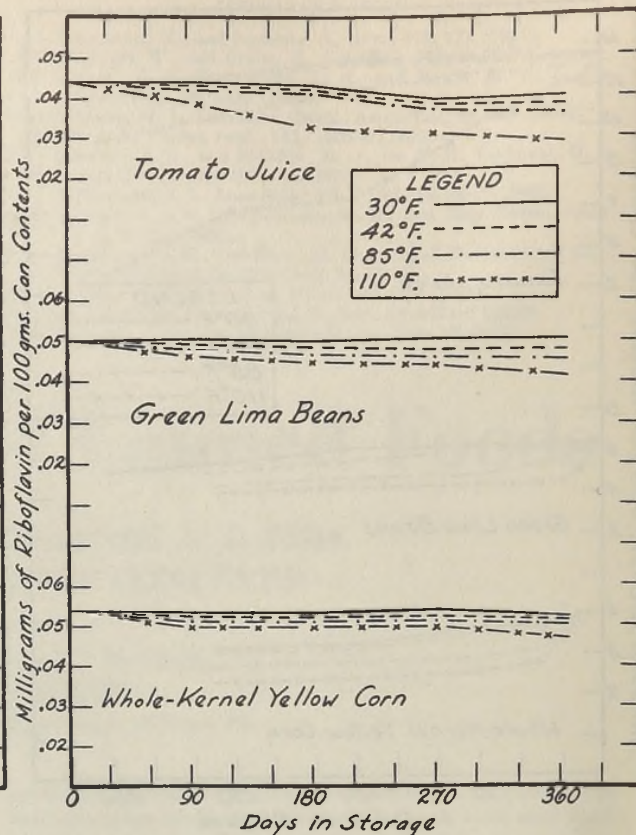 Milligrams of Riboflavin per 100 gms. Can Contents
.05
.04
.03
.02
Tomato Juice
LEGEND
30°F.
42°F.
85°F.
110°F.
.06
.05
.04
.02
Green Lima Beans
.06
.05
.04
.03
.02
Whole-Kernel Yellow Corn
0 90 180 270 360
Days in Storage